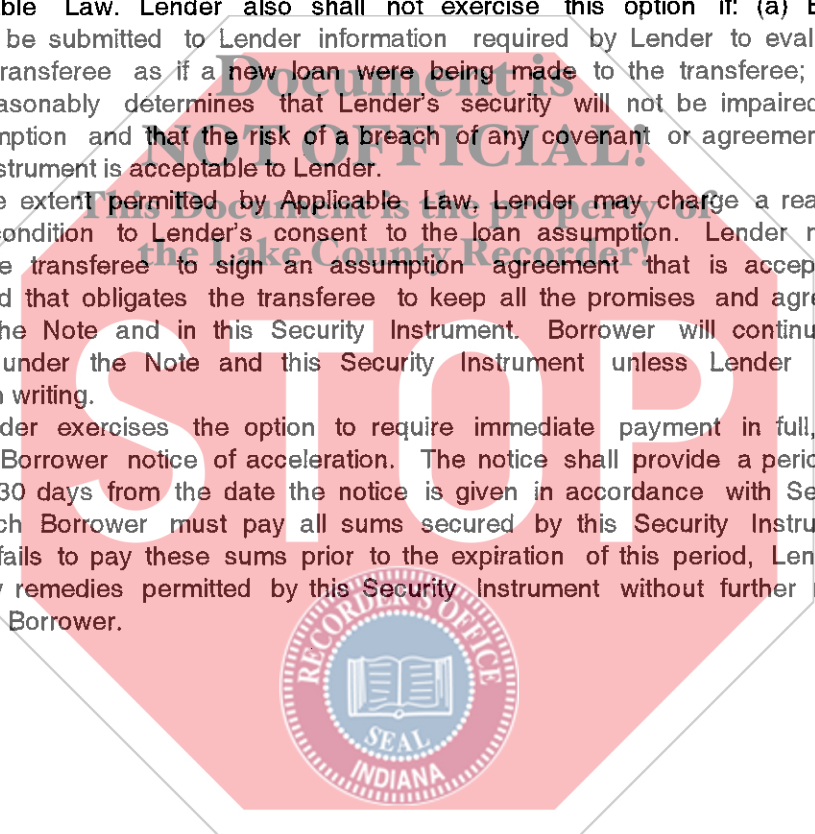 ble Law. Lender also shall not exercise this option if: (a) B
be submitted to Lender information required by Lender to eval
ransferee as if a new loan were being made to the transferee;
asonably determines that Lender's security will not be impaired
mption and that the risk of a breach of any covenant or agreemen
strument is acceptable to Lender.
e extent permitted by Applicable Law, Lender may charge a rea
condition to Lender's consent to the loan assumption. Lender
e transferee to sign an assumption agreement that is accep
d that obligates the transferee to keep all the promises and agre
he Note and in this Security Instrument. Borrower will continu
under the Note and this Security Instrument unless Lender
writing.
der exercises the option to require immediate payment in full,
Borrower notice of acceleration. The notice shall provide a perio
30 days from the date the notice is given in accordance with Se
ch Borrower must pay all sums secured by this Security Instru
fails to pay these sums prior to the expiration of this period, Len
y remedies permitted by this Security Instrument without further
Borrower.
Document is
NOT OFFICIAL!
This Document is the property of
the Lake County Recorder!
STOP
RECORDER'S OFFICE
SEAL
INDIANA